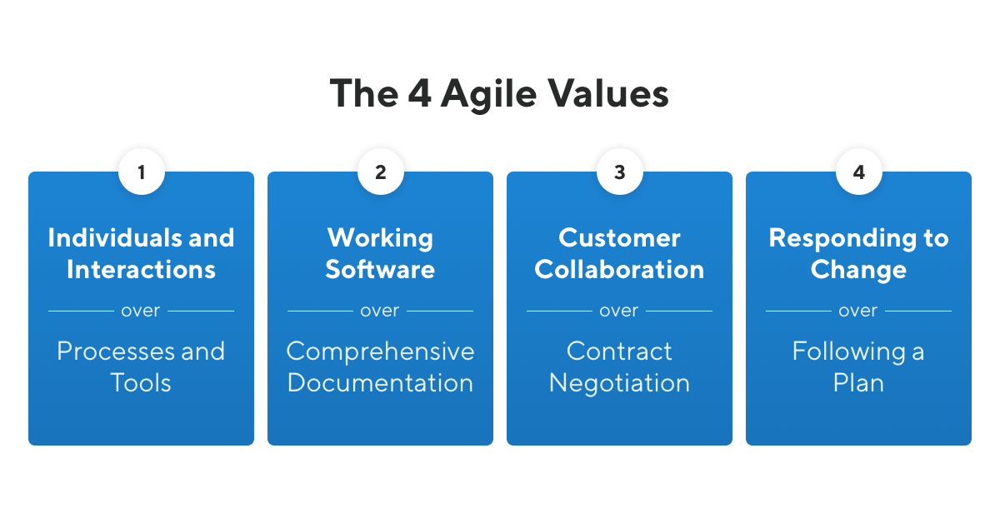 The 4 Agile Values
1
Individuals and
Interactions
over
Processes and
Tools
2
Working
Software
over
Comprehensive
Documentation
3
Customer
Collaboration
over
Contract
Negotiation
4
Responding to
Change
over
Following a
Plan